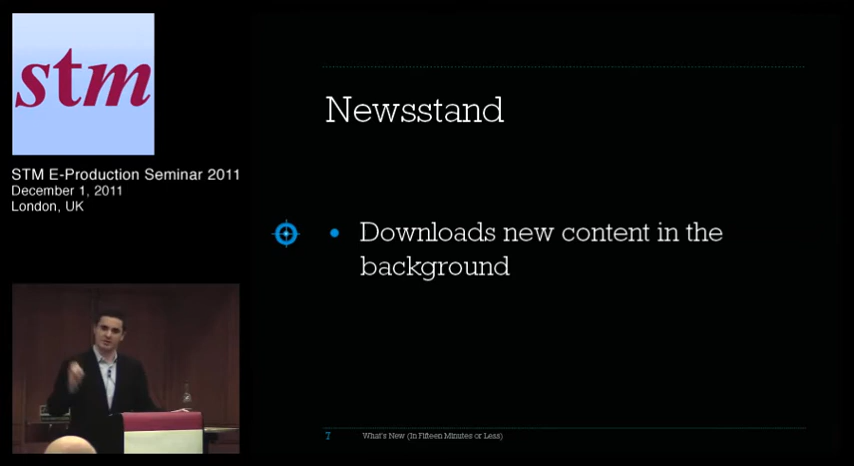 stm
STM E-Production Seminar 2011
December 1, 2011
London, UK
Newsstand
• Downloads new content in the
background
7 What's New (In Fifteen Minutes or Less)